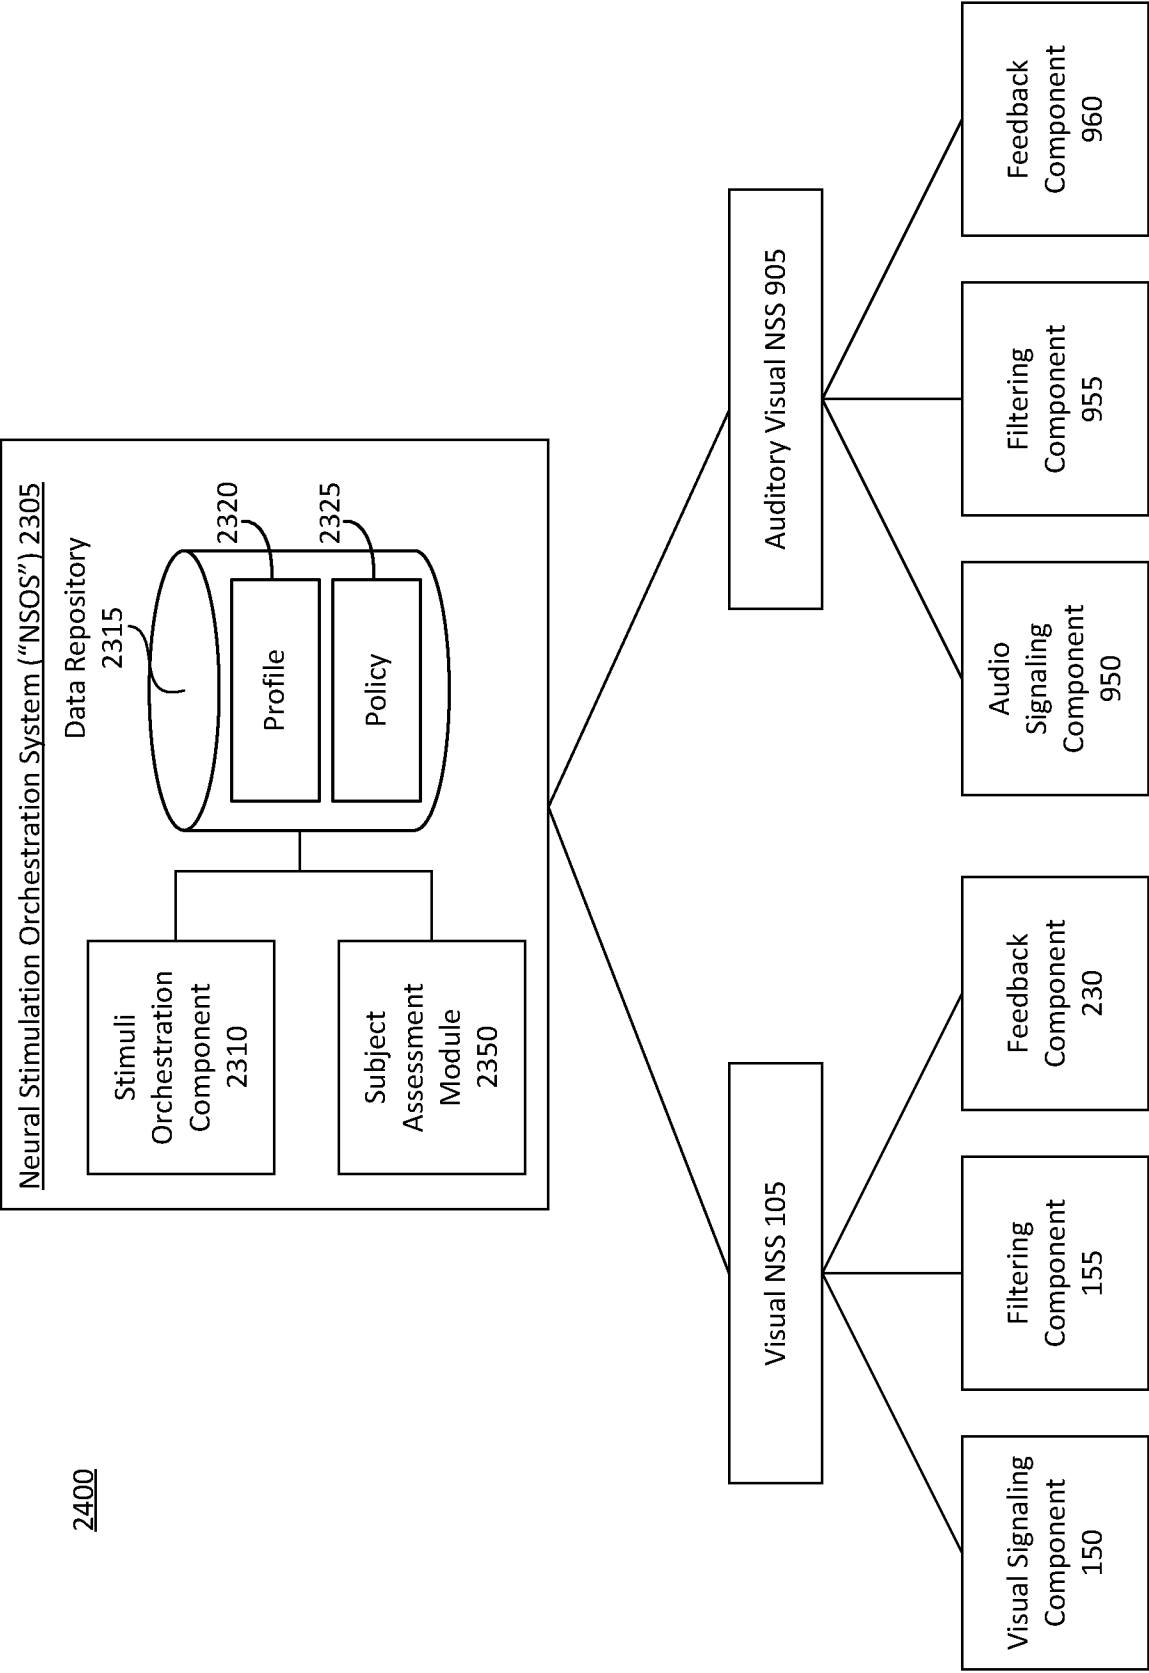 2400
Neural Stimulation Orchestration System (“NSOS”) 2305
Stimuli
Orchestration
Component
2310
Subject
Assessment
Module
2350
Data Repository
2315
2320
Profile
2325
Policy
Visual NSS 105
Auditory Visual NSS 905
Visual Signaling
Component
150
Filtering
Component
155
Feedback
Component
230
Audio
Signaling
Component
950
Filtering
Component
955
Feedback
Component
960